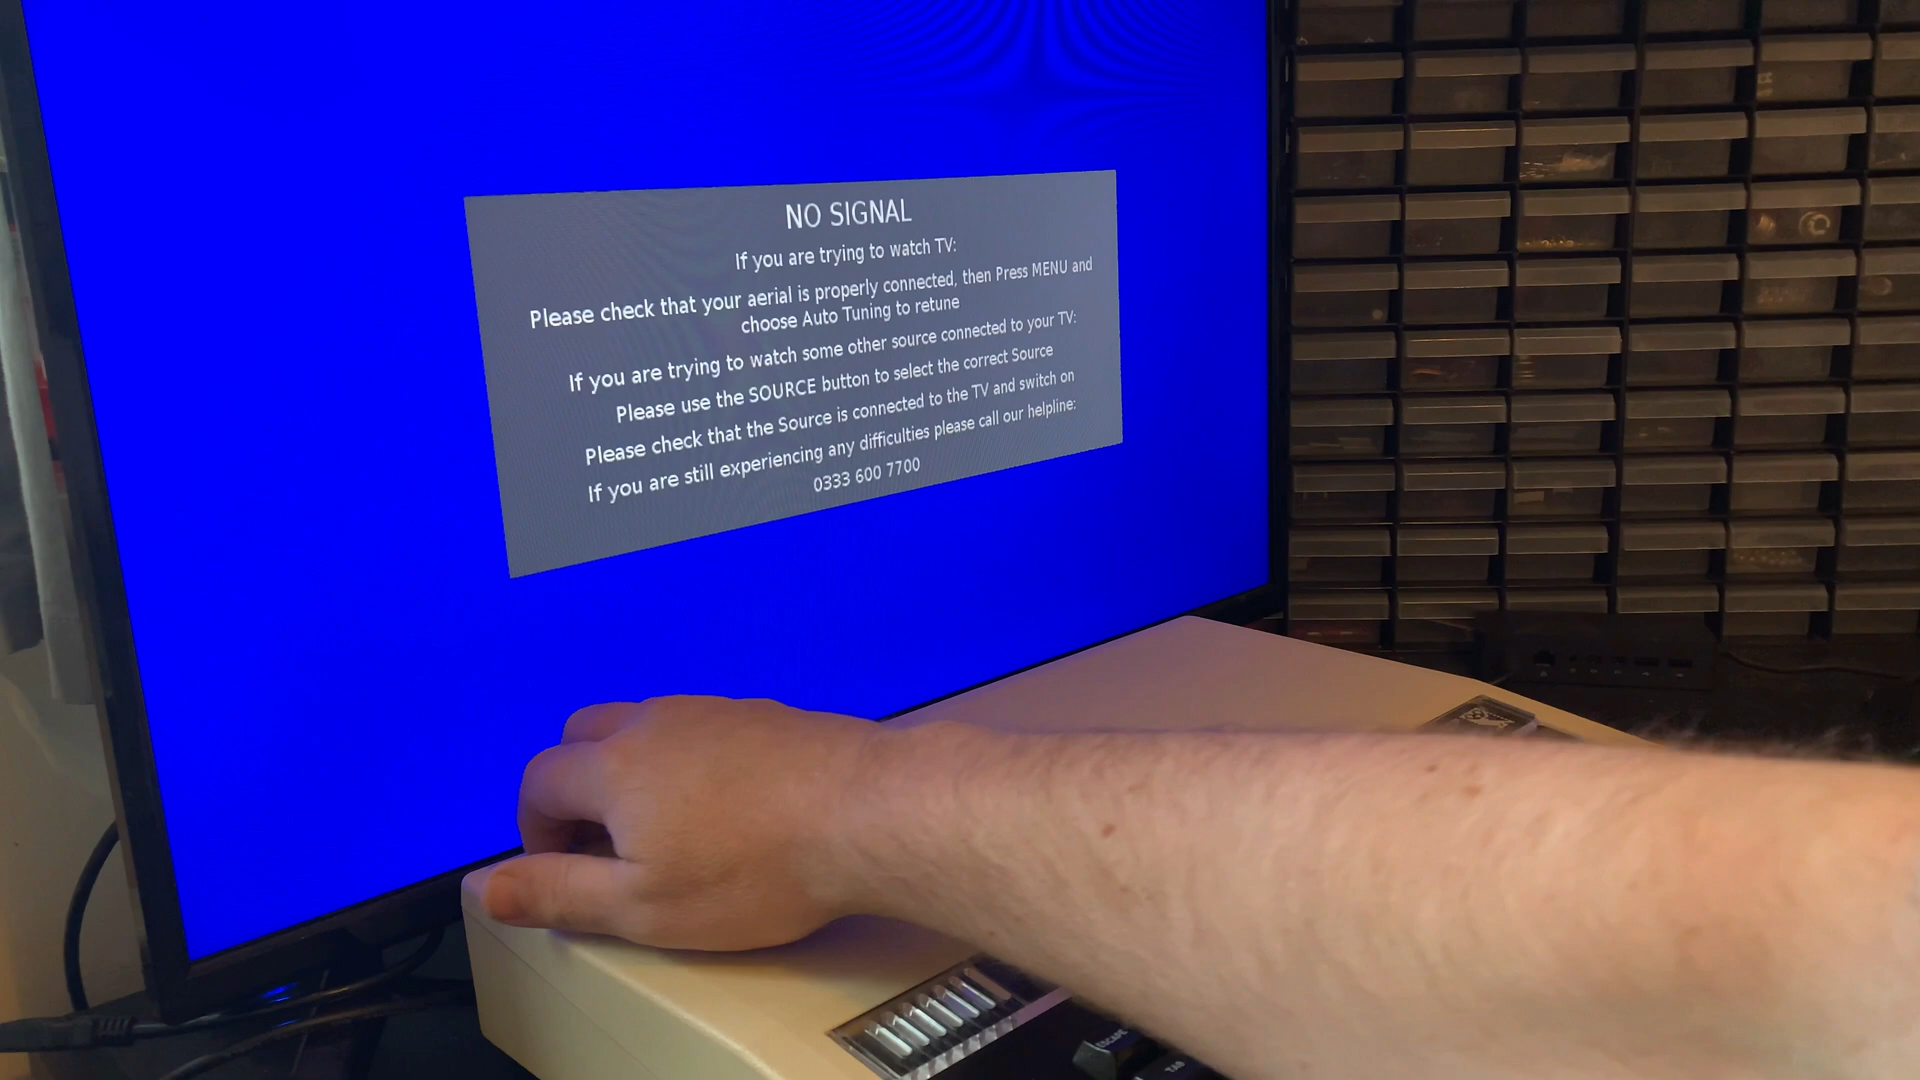 NO SIGNAL
If you are trying to watch TV:
Please check that your aerial is properly connected, then Press MENU and
choose Auto Tuning to retune
If you are trying to watch some other source connected to your TV:
Please use the SOURCE button to select the correct Source
Please check that the Source is connected to the TV and switch on
If you are still experiencing any difficulties please call our helpline:
0333 600 7700
ESCAPE
TAB